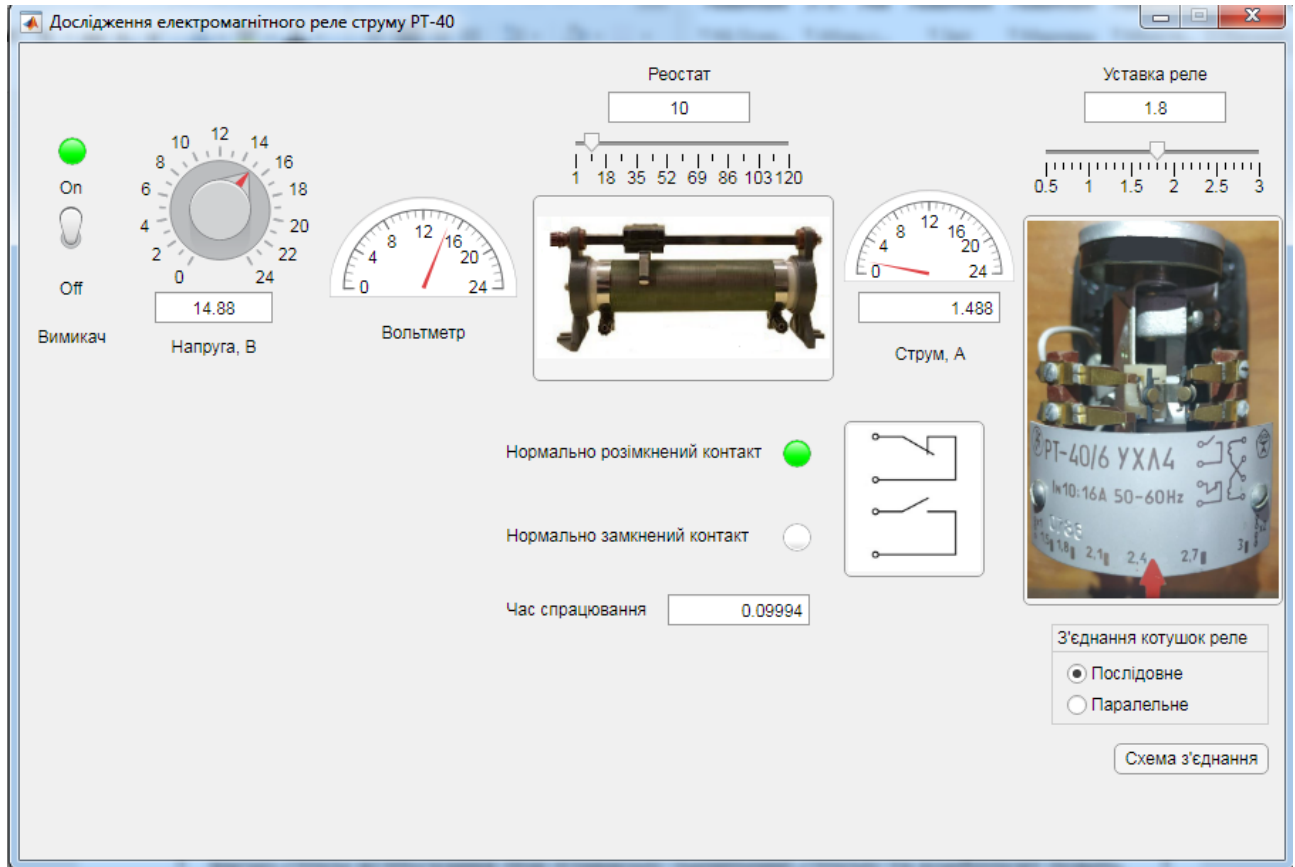 Дослідження електромагнітного реле струму РТ-40
Реостат
10
1 18 35 52 69 86 103 120
Уставка реле
1.8
0.5 1 1.5 2 2.5 3
On
Off
Вимикач
0 2 4 6 8 10 12 14 16 18 20 22 24
14.88
Напруга, В
0 4 8 12 16 20 24
Вольтметр
0 4 8 12 16 20 24
1.488
Струм, А
Нормально розімкнений контакт
Нормально замкнений контакт
Час спрацювання
0.09994
РТ-40/6 УХЛ4
Iн10:16А 50-60Hz
1,5 1,8 2,1 2,4 2,7 3
З'єднання котушок реле
Послідовне
Паралельне
Схема з'єднання